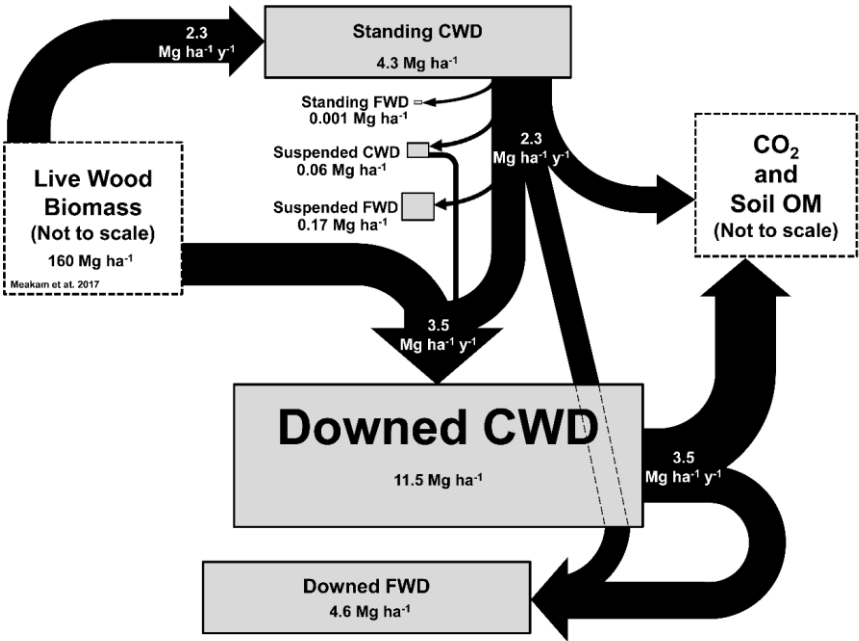 2.3
Mg ha⁻¹ y⁻¹
Standing CWD
4.3 Mg ha⁻¹
Standing FWD
0.001 Mg ha⁻¹
Suspended CWD
0.06 Mg ha⁻¹
Suspended FWD
0.17 Mg ha⁻¹
2.3
Mg ha⁻¹ y⁻¹
CO₂
and
Soil OM
(Not to scale)
Live Wood
Biomass
(Not to scale)
160 Mg ha⁻¹
Meakam et at. 2017
3.5
Mg ha⁻¹ y⁻¹
Downed CWD
11.5 Mg ha⁻¹
3.5
Mg ha⁻¹ y⁻¹
Downed FWD
4.6 Mg ha⁻¹